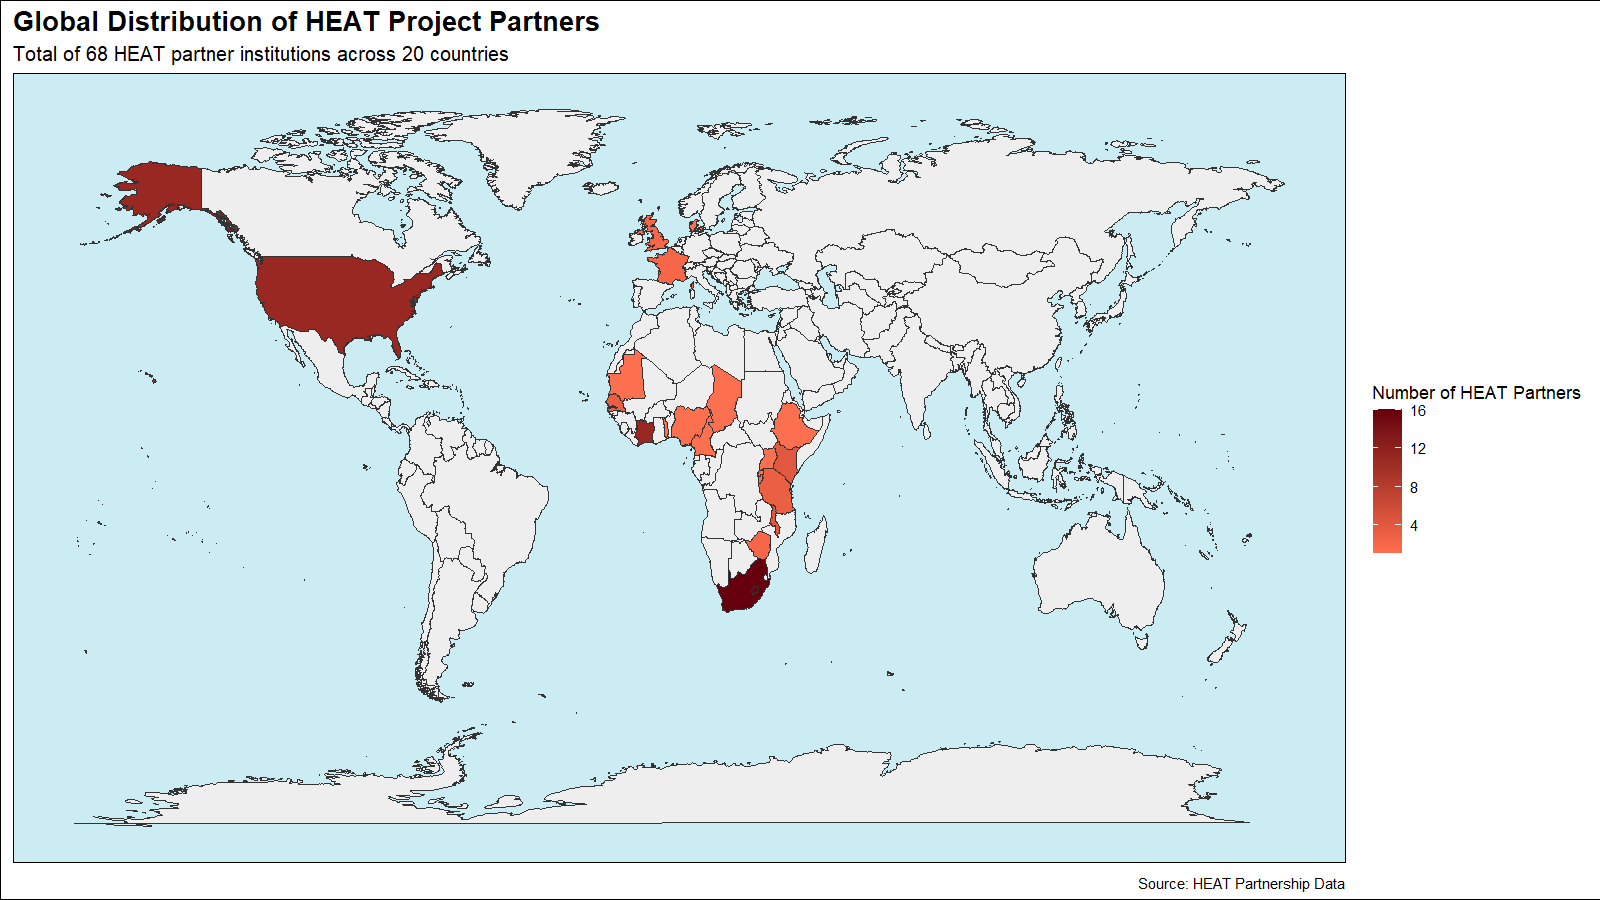 Global Distribution of HEAT Project Partners
Total of 68 HEAT partner institutions across 20 countries
Number of HEAT Partners
16
12
8
4
Source: HEAT Partnership Data